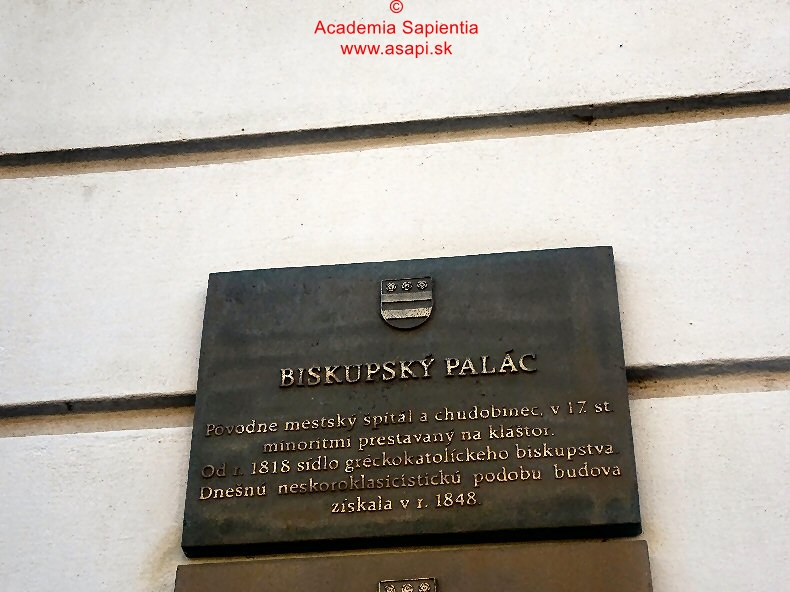 ©
Academia Sapientia
www.asapi.sk
BISKUPSKÝ PALÁC
Pôvodne mestský špitál a chudobinec, v 17. st.
minoritmi prestavaný na kláštor.
Od r. 1818 sídlo gréckokatolíckeho biskupstva.
Dnešnú neskoroklasicistickú podobu budova
získala v r. 1848.